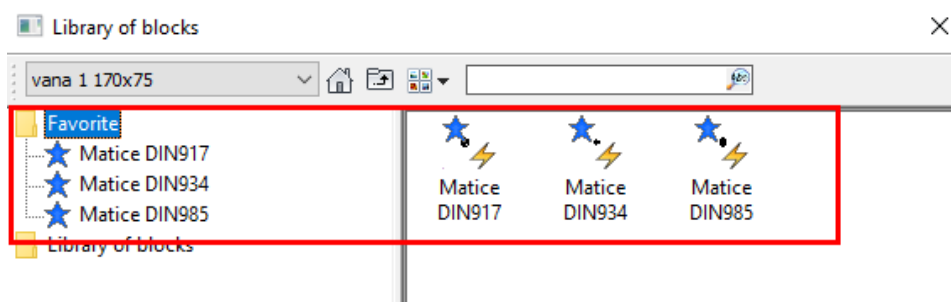 Library of blocks
vana 1 170x75
Favorite
Matice DIN917
Matice DIN934
Matice DIN985
Library of blocks
Matice
DIN917
Matice
DIN934
Matice
DIN985